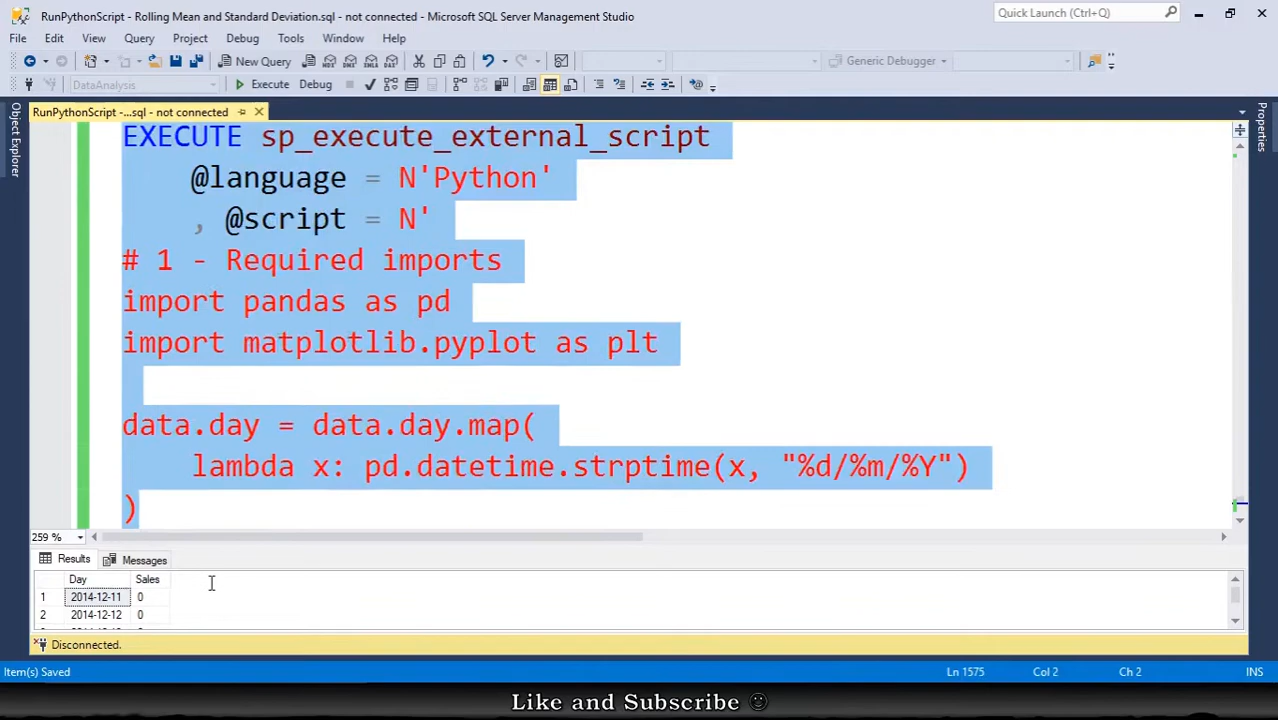 RunPythonScript - Rolling Mean and Standard Deviation.sql - not connected - Microsoft SQL Server Management Studio
Quick Launch (Ctrl+Q)
File Edit View Query Project Debug Tools Window Help
New Query
Generic Debugger
DataAnalysis
Execute Debug
RunPythonScript -...sql - not connected
Object Explorer
Properties
EXECUTE sp_execute_external_script
@language = N'Python'
, @script = N'
# 1 - Required imports
import pandas as pd
import matplotlib.pyplot as plt
data.day = data.day.map(
lambda x: pd.datetime.strptime(x, "%d/%m/%Y")
)
259 %
Results Messages
Day Sales
1 2014-12-11 0
2 2014-12-12 0
Disconnected.
Item(s) Saved Ln 1575 Col 2 Ch 2 INS
Like and Subscribe